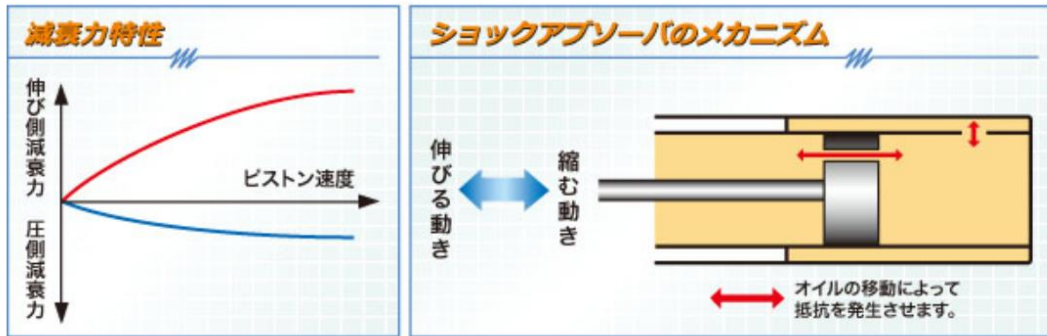 減衰力特性
伸び側減衰力
ピストン速度
圧側減衰力
ショックアブソーバのメカニズム
伸びる動き
縮む動き
オイルの移動によって
抵抗を発生させます。